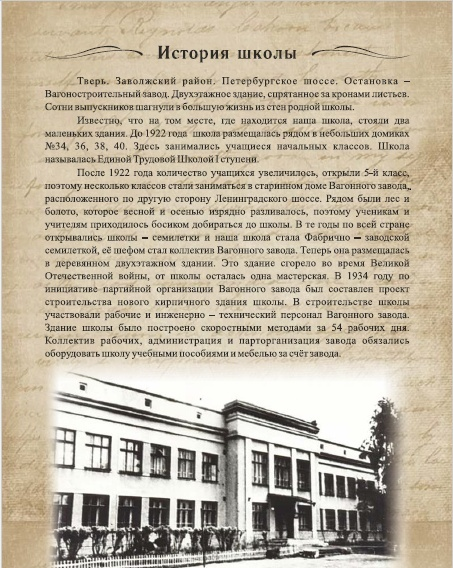 История школы
Тверь. Заволжский район. Петербургское шоссе. Остановка –
Вагоностроительный завод. Двухэтажное здание, спрятанное за кронами листьев.
Сотни выпускников шагнули в большую жизнь из стен родной школы.
Известно, что на том месте, где находится наша школа, стояли два
маленьких здания. До 1922 года школа размещалась рядом в небольших домиках
№34, 36, 38, 40. Здесь занимались учащиеся начальных классов. Школа
называлась Единой Трудовой Школой I ступени.
После 1922 года количество учащихся увеличилось, открыли 5-й класс,
поэтому несколько классов стали заниматься в старинном доме Вагонного завода,
расположенного по другую сторону Ленинградского шоссе. Рядом были лес и
болото, которое весной и осенью изрядно разливалось, поэтому ученикам и
учителям приходилось босиком добираться до школы. В те годы по всей стране
открывались школы – семилетки и наша школа стала Фабрично – заводской
семилеткой, её шефом стал коллектив Вагонного завода. Теперь она размещалась
в деревянном двухэтажном здании. Это здание сгорело во время Великой
Отечественной войны, от школы осталась одна мастерская. В 1934 году по
инициативе партийной организации Вагонного завода был составлен проект
строительства нового кирпичного здания школы. В строительстве школы
участвовали рабочие и инженерно – технический персонал Вагонного завода.
Здание школы было построено скоростными методами за 54 рабочих дня.
Коллектив рабочих, администрация и парторганизация завода обязались
оборудовать школу учебными пособиями и мебелью за счёт завода.